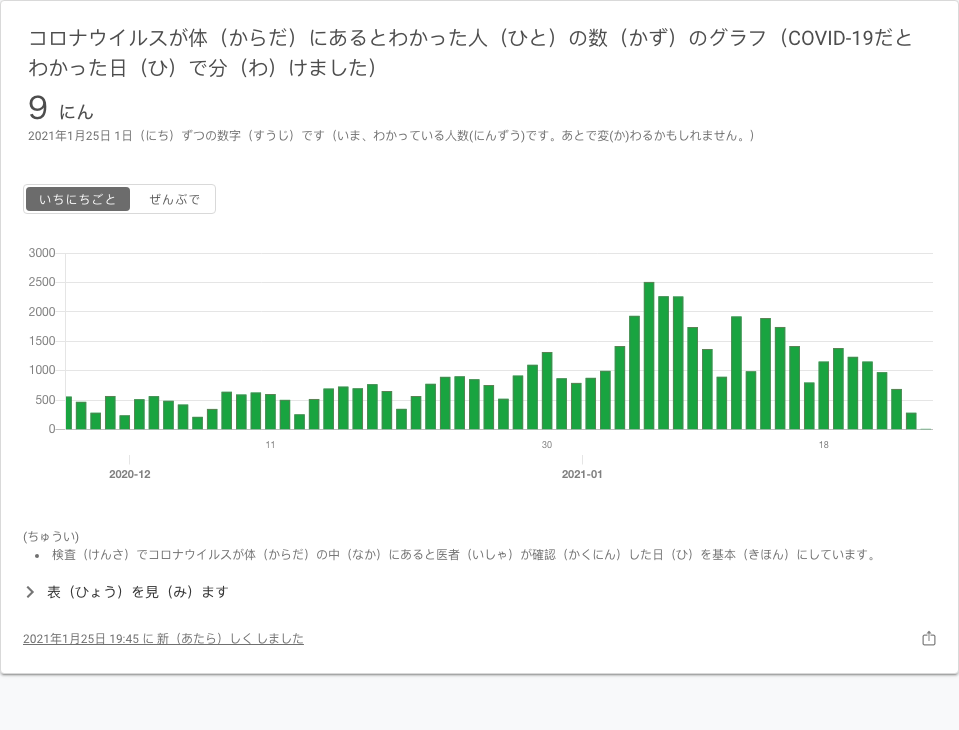 コロナウイルスが体（からだ）にあるとわかった人（ひと）の数（かず）のグラフ（COVID-19だと
わかった日（ひ）で分（わ）けました）
9 にん
2021年1月25日 1日（にち）ずつの数字（すうじ）です（いま、わかっている人数(にんずう)です。あとで変(か)わるかもしれません。）
いちにちごと ぜんぶで
3000
2500
2000
1500
1000
500
0
11 30 18
2020-12 2021-01
(ちゅうい)
• 検査（けんさ）でコロナウイルスが体（からだ）の中（なか）にあると医者（いしゃ）が確認（かくにん）した日（ひ）を基本（きほん）にしています。
表（ひょう）を見（み）ます
2021年1月25日 19:45 に 新（あたら）しく しました